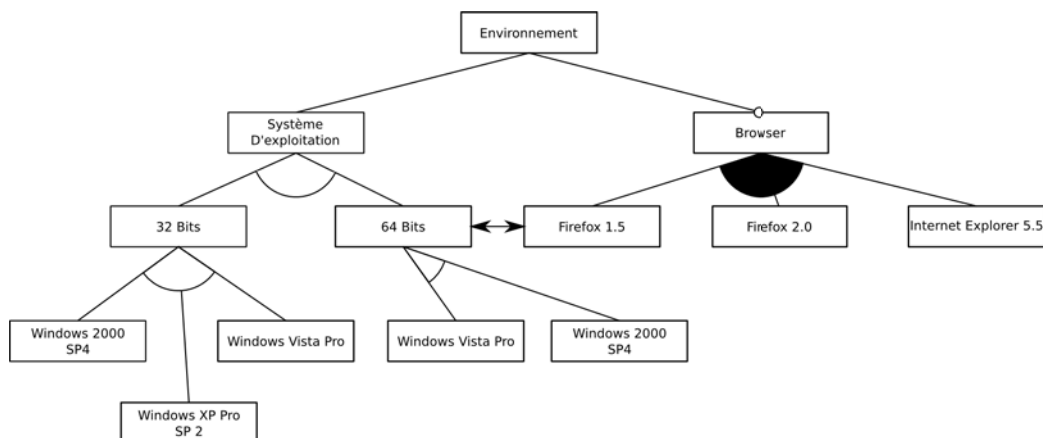 Environnement
Système
D'exploitation
Browser
32 Bits
64 Bits
Firefox 1.5
Firefox 2.0
Internet Explorer 5.5
Windows 2000
SP4
Windows Vista Pro
Windows Vista Pro
Windows 2000
SP4
Windows XP Pro
SP 2